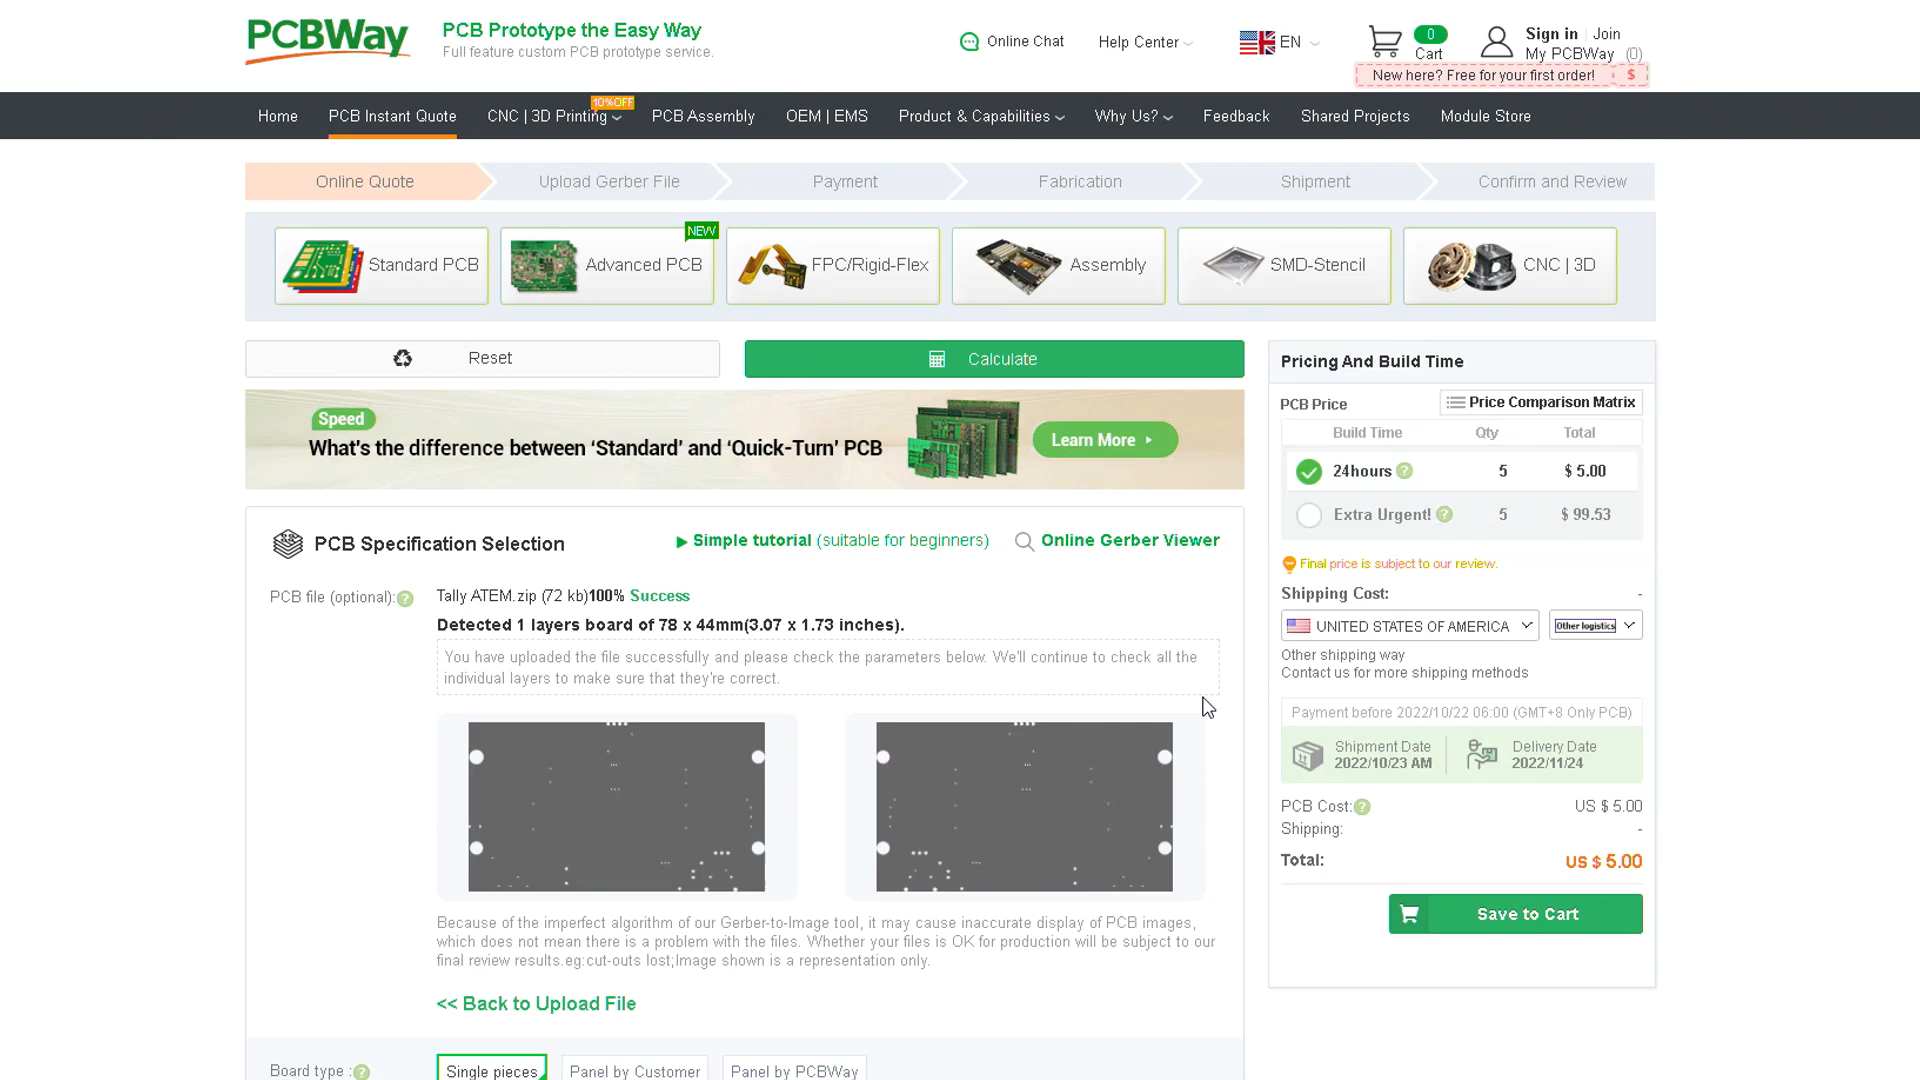 PCBWay
PCB Prototype the Easy Way
Full feature custom PCB prototype service.
Online Chat
Help Center
EN
0
Cart
Sign in | Join
My PCBWay (0)
New here? Free for your first order! $
Home
PCB Instant Quote
CNC | 3D Printing
10%OFF
PCB Assembly
OEM | EMS
Product & Capabilities
Why Us?
Feedback
Shared Projects
Module Store
Online Quote
Upload Gerber File
Payment
Fabrication
Shipment
Confirm and Review
Standard PCB
NEW
Advanced PCB
FPC/Rigid-Flex
Assembly
SMD-Stencil
CNC | 3D
Reset
Calculate
Speed
What's the difference between ‘Standard’ and ‘Quick-Turn’ PCB
Learn More
PCB Specification Selection
Simple tutorial (suitable for beginners)
Online Gerber Viewer
PCB file (optional): ?
Tally ATEM.zip (72 kb)100% Success
Detected 1 layers board of 78 x 44mm(3.07 x 1.73 inches).
You have uploaded the file successfully and please check the parameters below. We'll continue to check all the
individual layers to make sure that they're correct.
Because of the imperfect algorithm of our Gerber-to-Image tool, it may cause inaccurate display of PCB images,
which does not mean there is a problem with the files. Whether your files is OK for production will be subject to our
final review results.eg:cut-outs lost;Image shown is a representation only.
<< Back to Upload File
Board type : ?
Single pieces
Panel by Customer
Panel by PCBWay
Pricing And Build Time
PCB Price
Price Comparison Matrix
Build Time Qty Total
24hours ? 5 $ 5.00
Extra Urgent! ? 5 $ 99.53
Final price is subject to our review.
Shipping Cost: -
UNITED STATES OF AMERICA
Other logistics
Other shipping way
Contact us for more shipping methods
Payment before 2022/10/22 06:00 (GMT+8 Only PCB)
Shipment Date
2022/10/23 AM
Delivery Date
2022/11/24
PCB Cost: ? US $ 5.00
Shipping: -
Total: US $ 5.00
Save to Cart